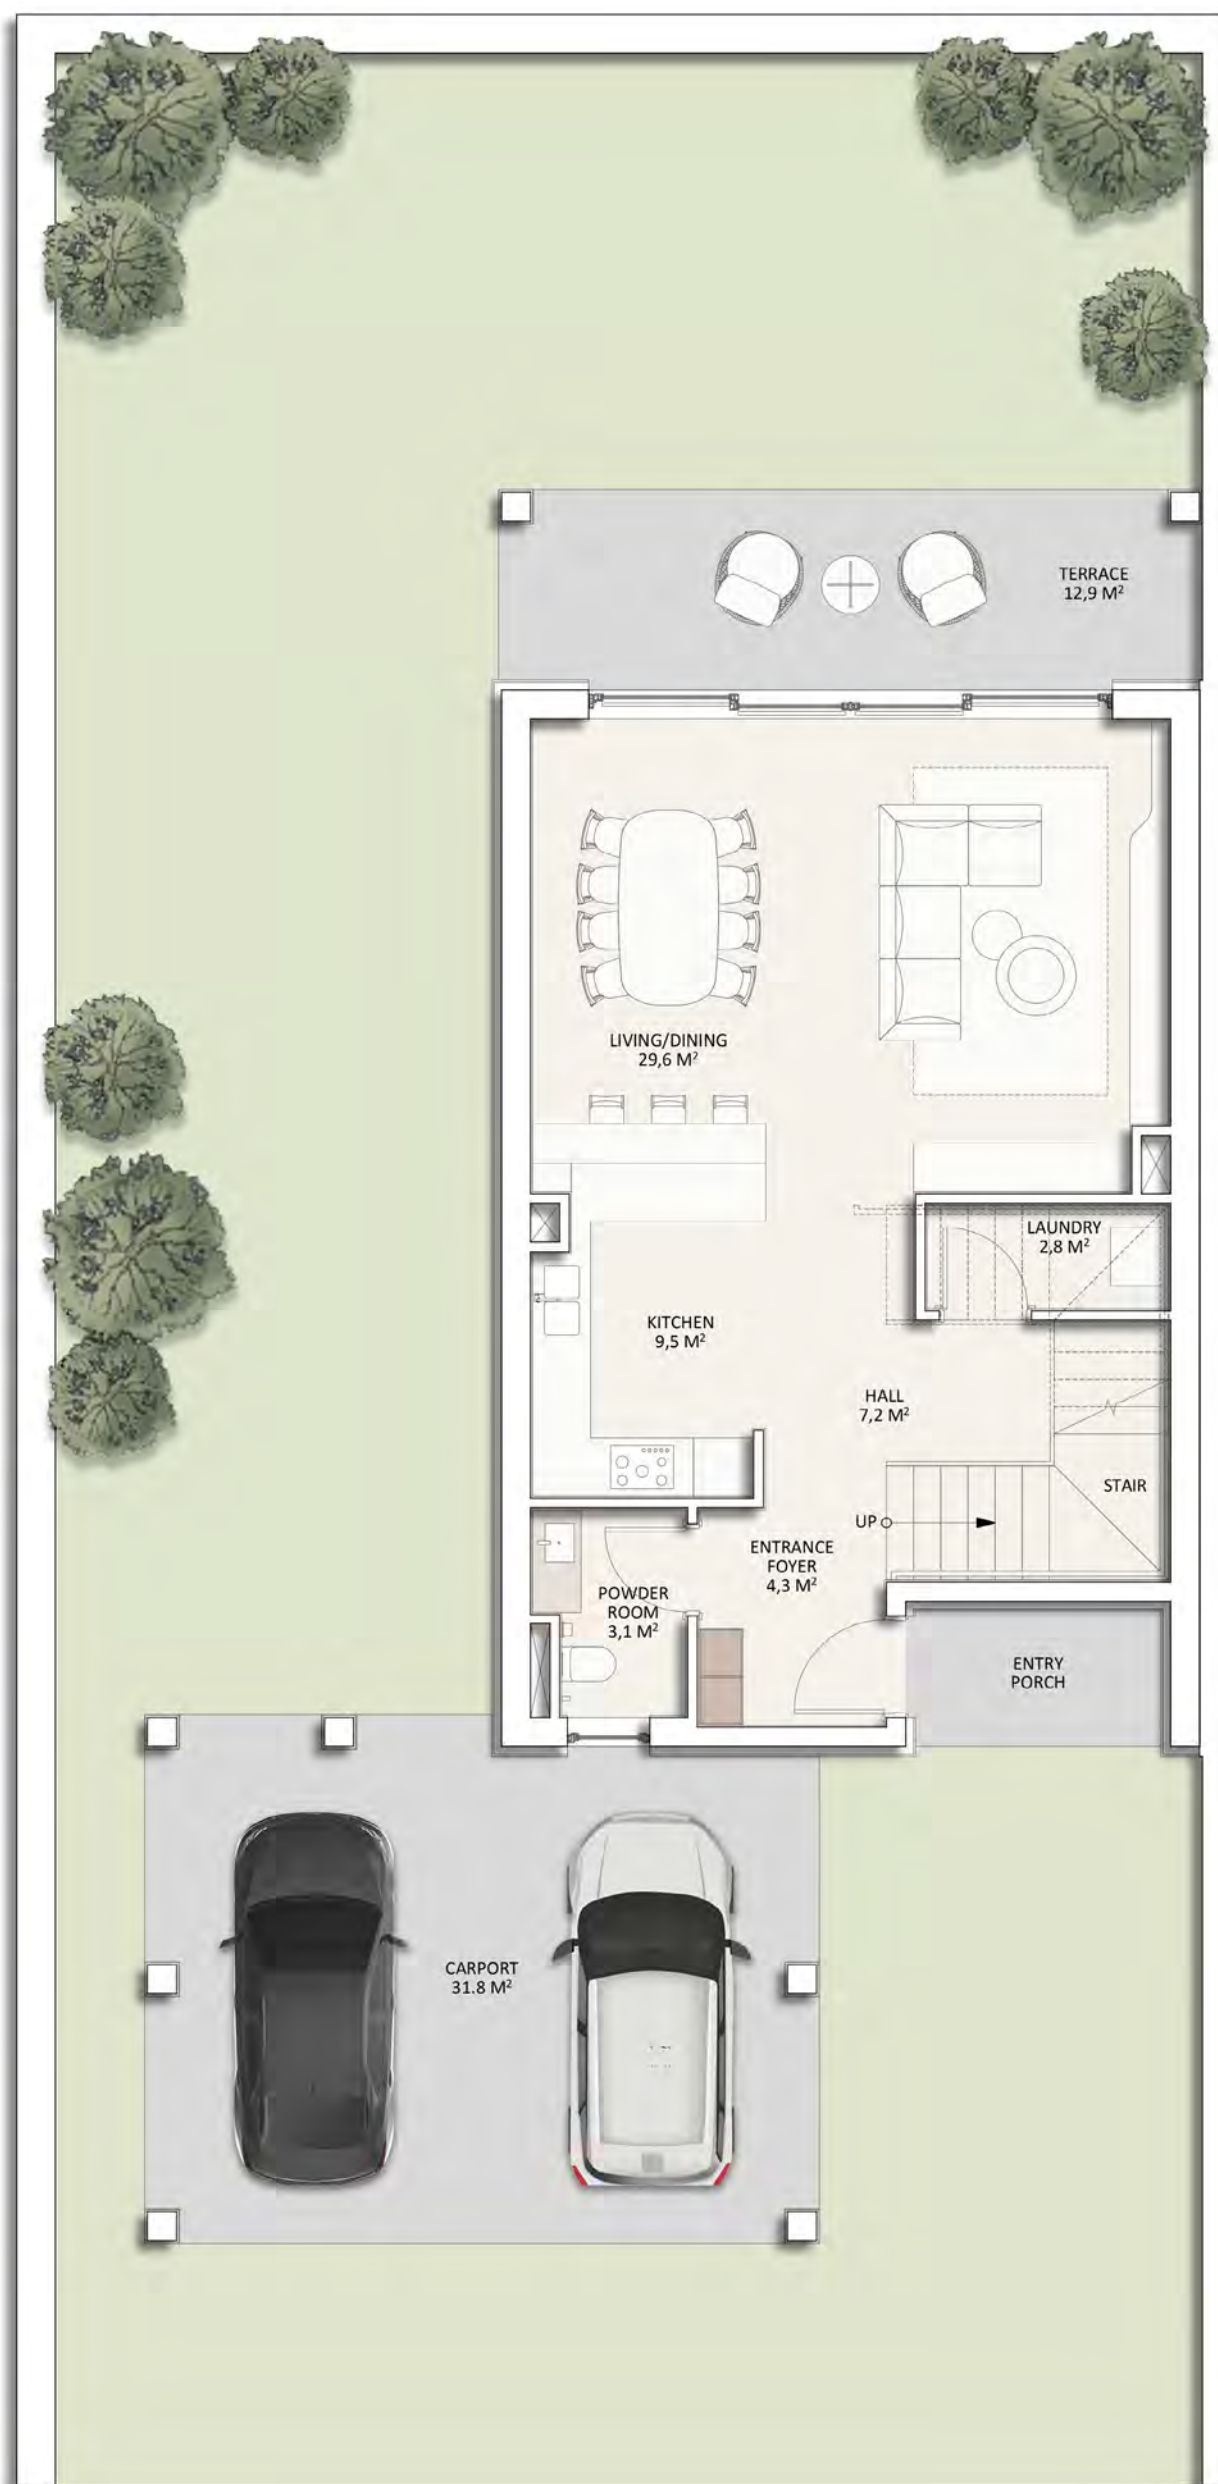 TERRACE
12,9 M²
LIVING/DINING
29,6 M²
LAUNDRY
2,8 M²
KITCHEN
9,5 M²
HALL
7,2 M²
STAIR
UP
ENTRANCE
FOYER
4,3 M²
POWDER
ROOM
3,1 M²
ENTRY
PORCH
CARPORT
31.8 M²